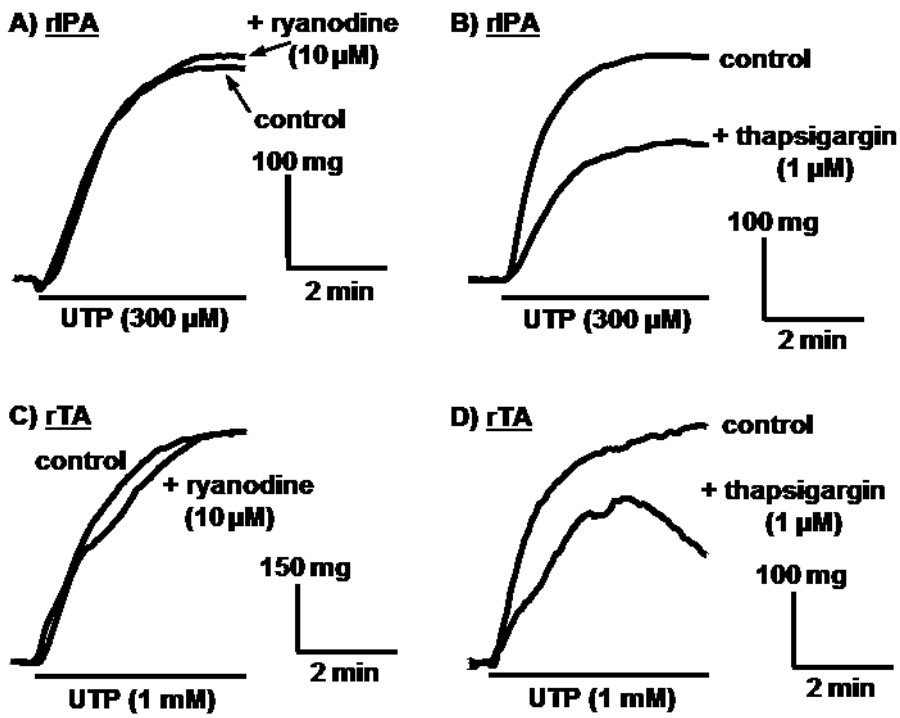 A) rIPA
+ ryanodine
(10 µM)
control
100 mg
2 min
UTP (300 µM)
B) rIPA
control
+ thapsigargin
(1 µM)
100 mg
2 min
UTP (300 µM)
C) rTA
control
+ ryanodine
(10 µM)
150 mg
2 min
UTP (1 mM)
D) rTA
control
+ thapsigargin
(1 µM)
100 mg
2 min
UTP (1 mM)